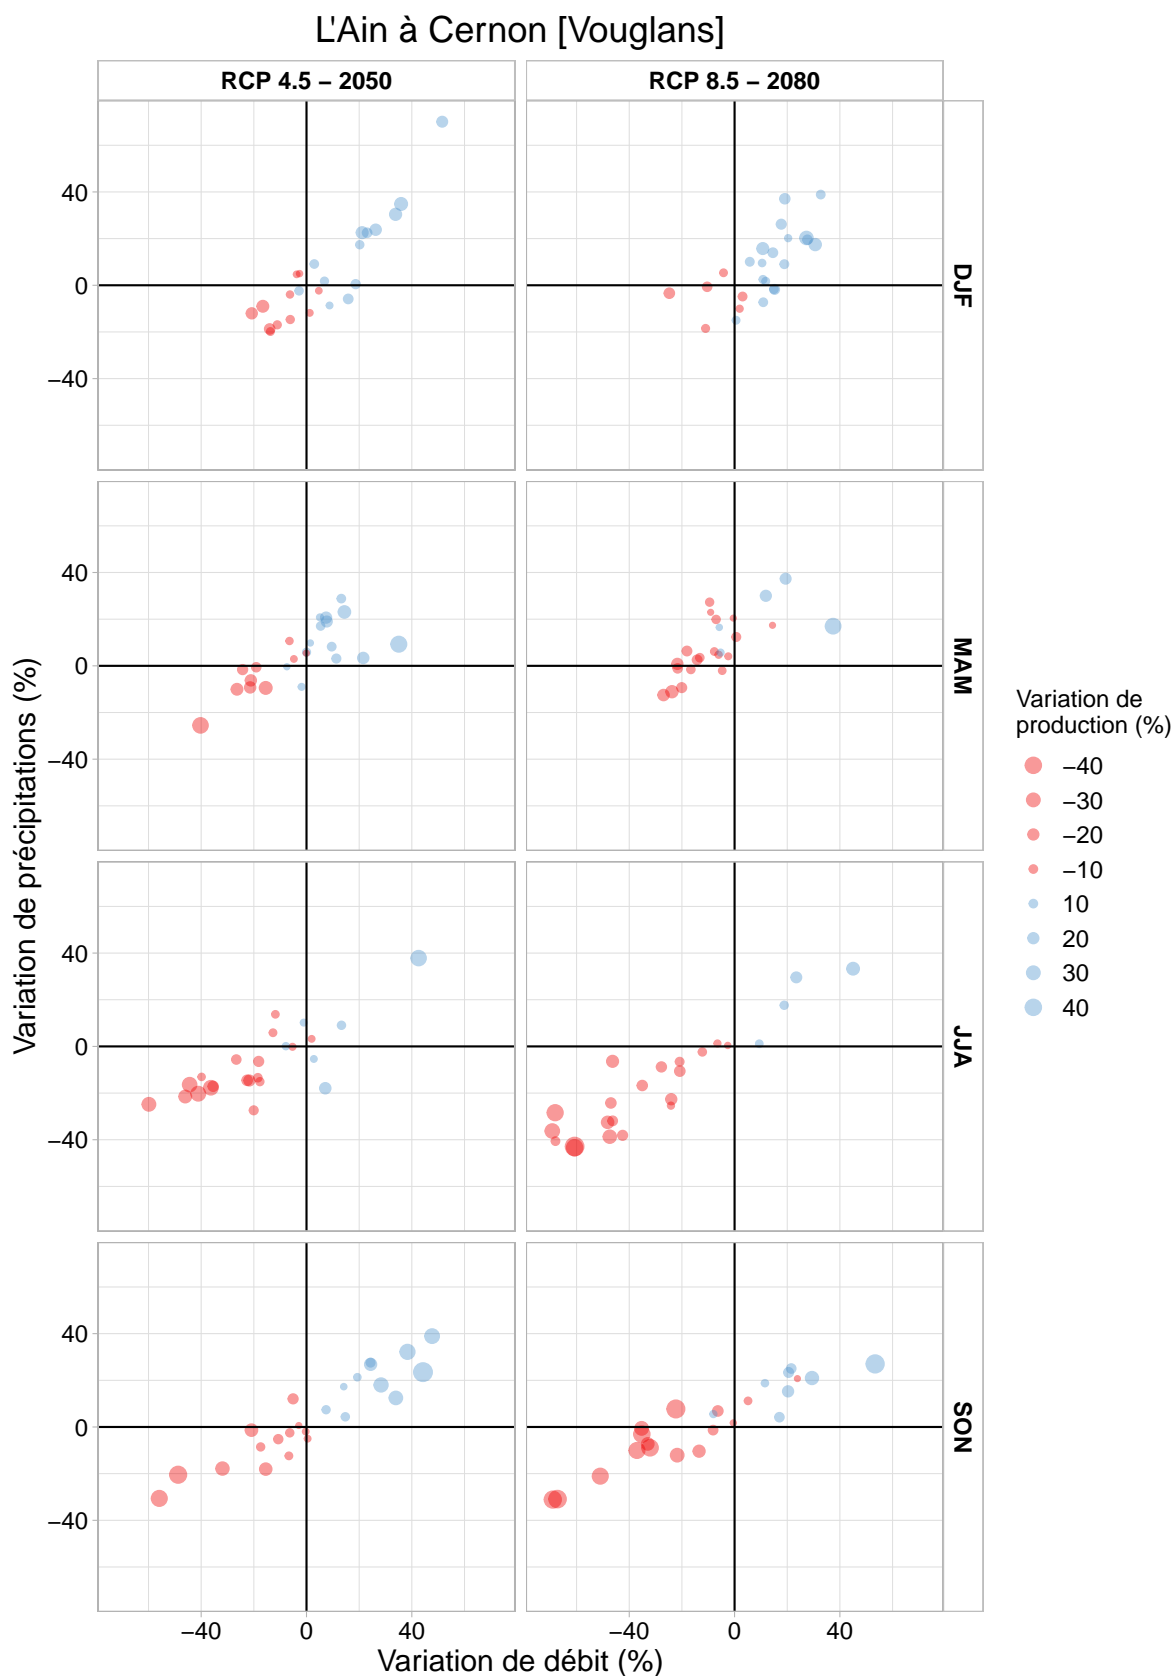 L'Ain à Cernon [Vouglans]
RCP 4.5 – 2050
RCP 8.5 – 2080
40
0
−40
DJF
40
0
−40
MAM
40
0
−40
JJA
40
0
−40
SON
−40
0
40
−40
0
40
Variation de débit (%)
Variation de précipitations (%)
Variation de
production (%)
−40
−30
−20
−10
10
20
30
40